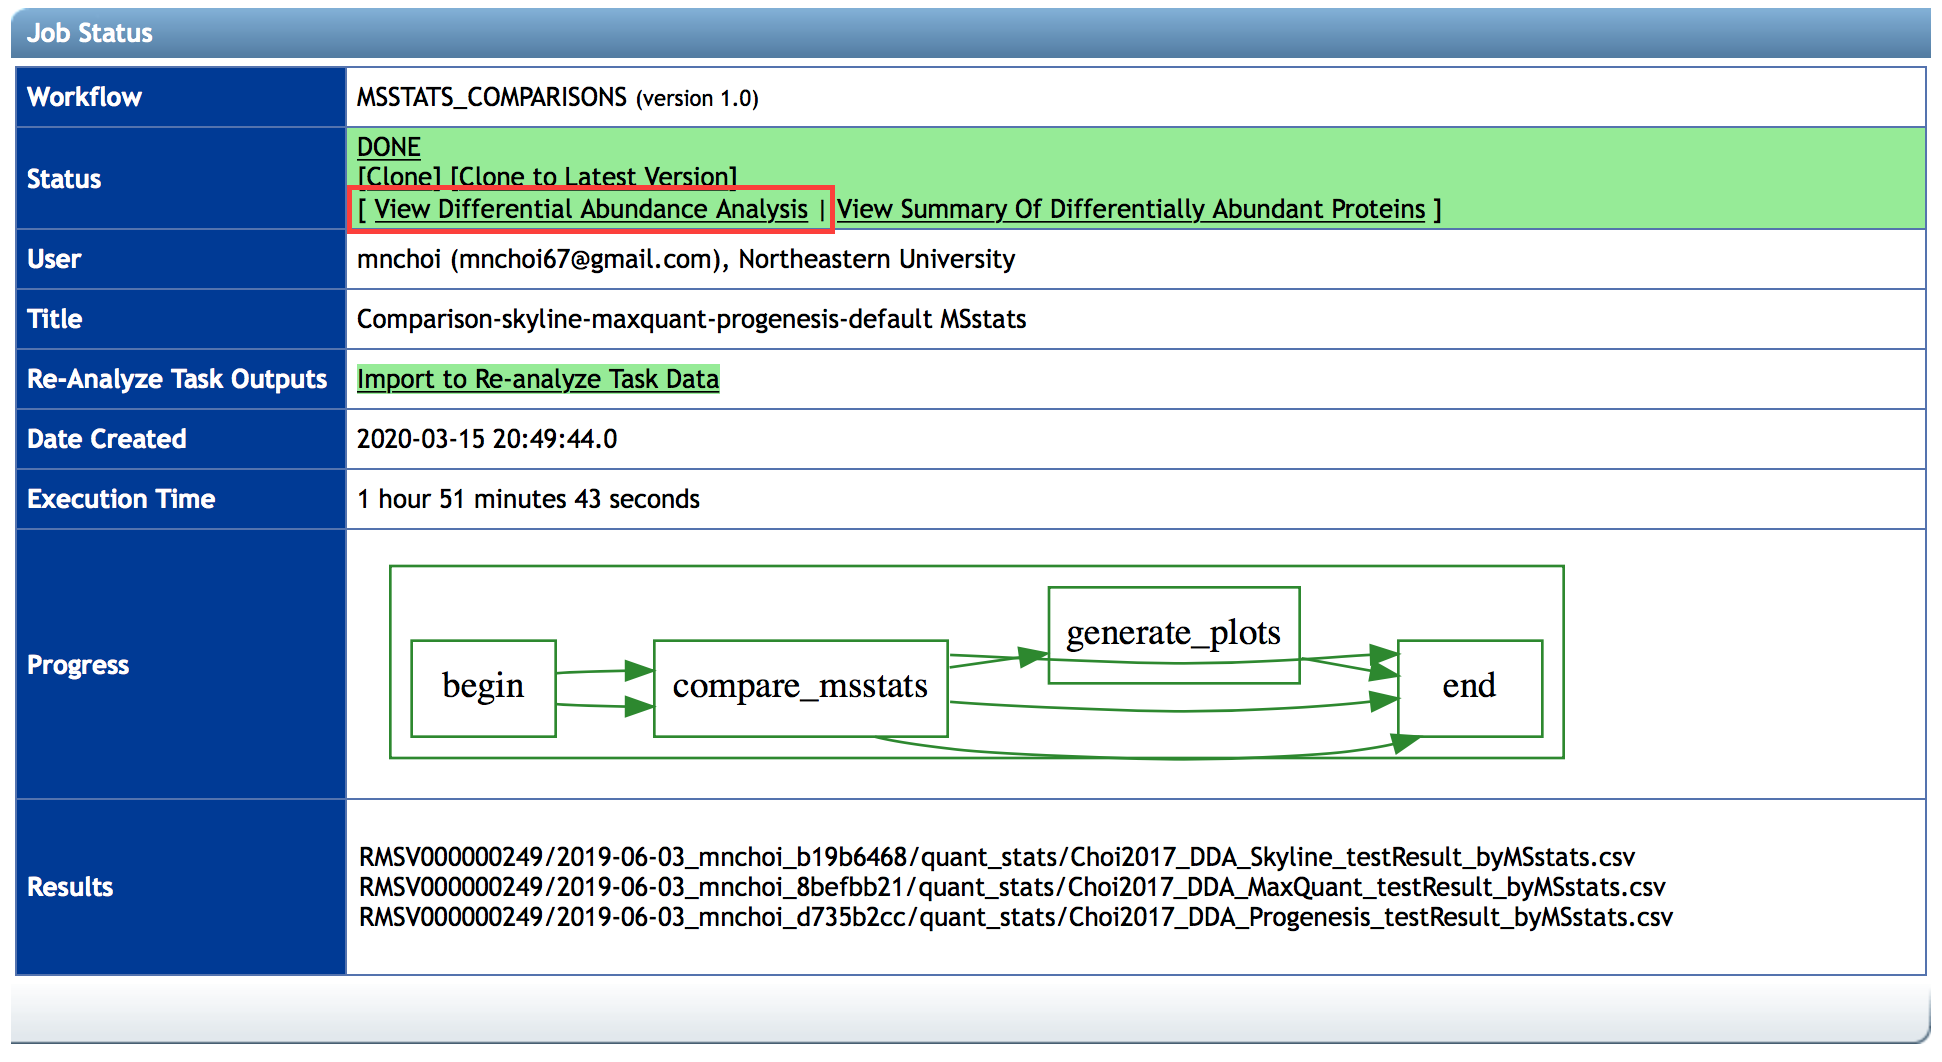 Job Status
Workflow
MSSTATS_COMPARISONS (version 1.0)
Status
DONE
[Clone] [Clone to Latest Version]
[ View Differential Abundance Analysis | View Summary Of Differentially Abundant Proteins ]
User
mnchoi (mnchoi67@gmail.com), Northeastern University
Title
Comparison-skyline-maxquant-progenesis-default MSstats
Re-Analyze Task Outputs
Import to Re-analyze Task Data
Date Created
2020-03-15 20:49:44.0
Execution Time
1 hour 51 minutes 43 seconds
Progress
begin
compare_msstats
generate_plots
end
Results
RMSV000000249/2019-06-03_mnchoi_b19b6468/quant_stats/Choi2017_DDA_Skyline_testResult_byMSstats.csv
RMSV000000249/2019-06-03_mnchoi_8befbb21/quant_stats/Choi2017_DDA_MaxQuant_testResult_byMSstats.csv
RMSV000000249/2019-06-03_mnchoi_d735b2cc/quant_stats/Choi2017_DDA_Progenesis_testResult_byMSstats.csv